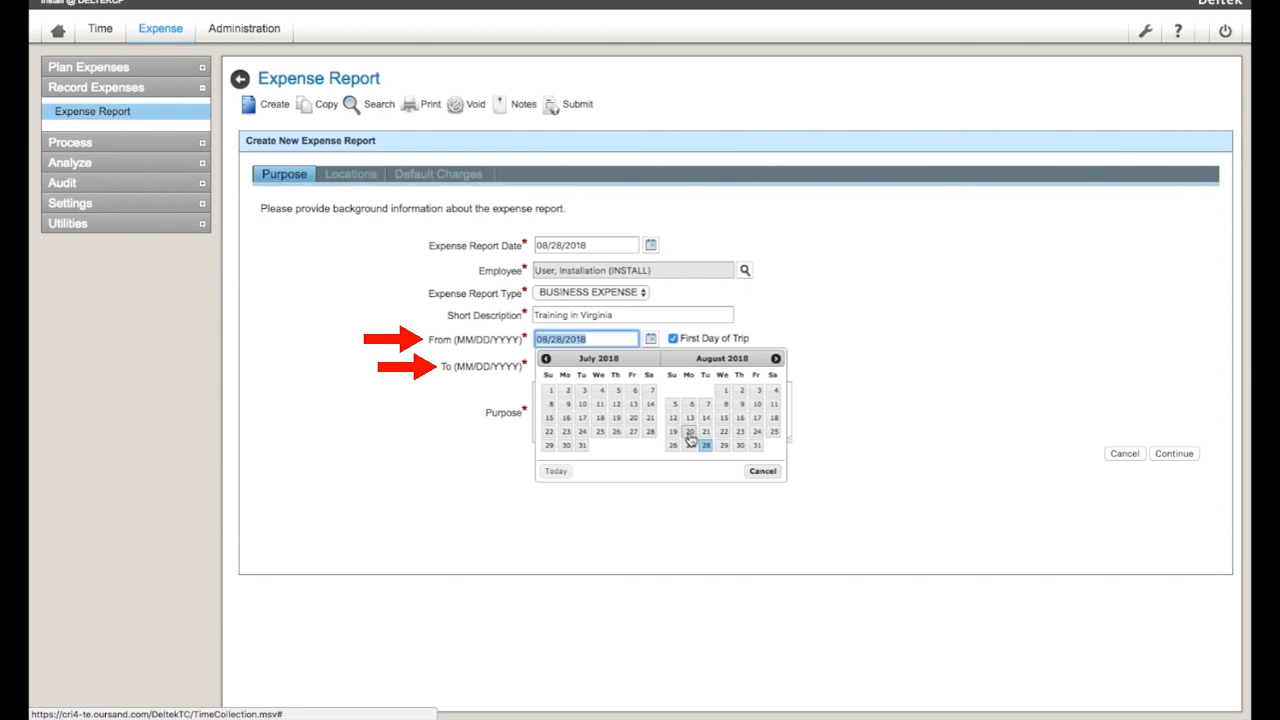 Install @ DELTEKCP
Deltek
Time Expense Administration
?
Plan Expenses
Record Expenses
Expense Report
Process
Analyze
Audit
Settings
Utilities
Expense Report
Create Copy Search Print Void Notes Submit
Create New Expense Report
Purpose Locations Default Charges
Please provide background information about the expense report.
Expense Report Date* 08/28/2018
Employee* User, Installation (INSTALL)
Expense Report Type* BUSINESS EXPENSE
Short Description* Training in Virginia
From (MM/DD/YYYY)* 08/28/2018 First Day of Trip
To (MM/DD/YYYY)*
Purpose*
July 2018 August 2018
Su Mo Tu We Th Fr Sa Su Mo Tu We Th Fr Sa
1 2 3 4 5 6 7 1 2 3 4
8 9 10 11 12 13 14 5 6 7 8 9 10 11
15 16 17 18 19 20 21 12 13 14 15 16 17 18
22 23 24 25 26 27 28 19 20 21 22 23 24 25
29 30 31 26 28 29 30 31
Today Cancel
Cancel Continue
https://cri4-te.oursand.com/DeltekTC/TimeCollection.msv#